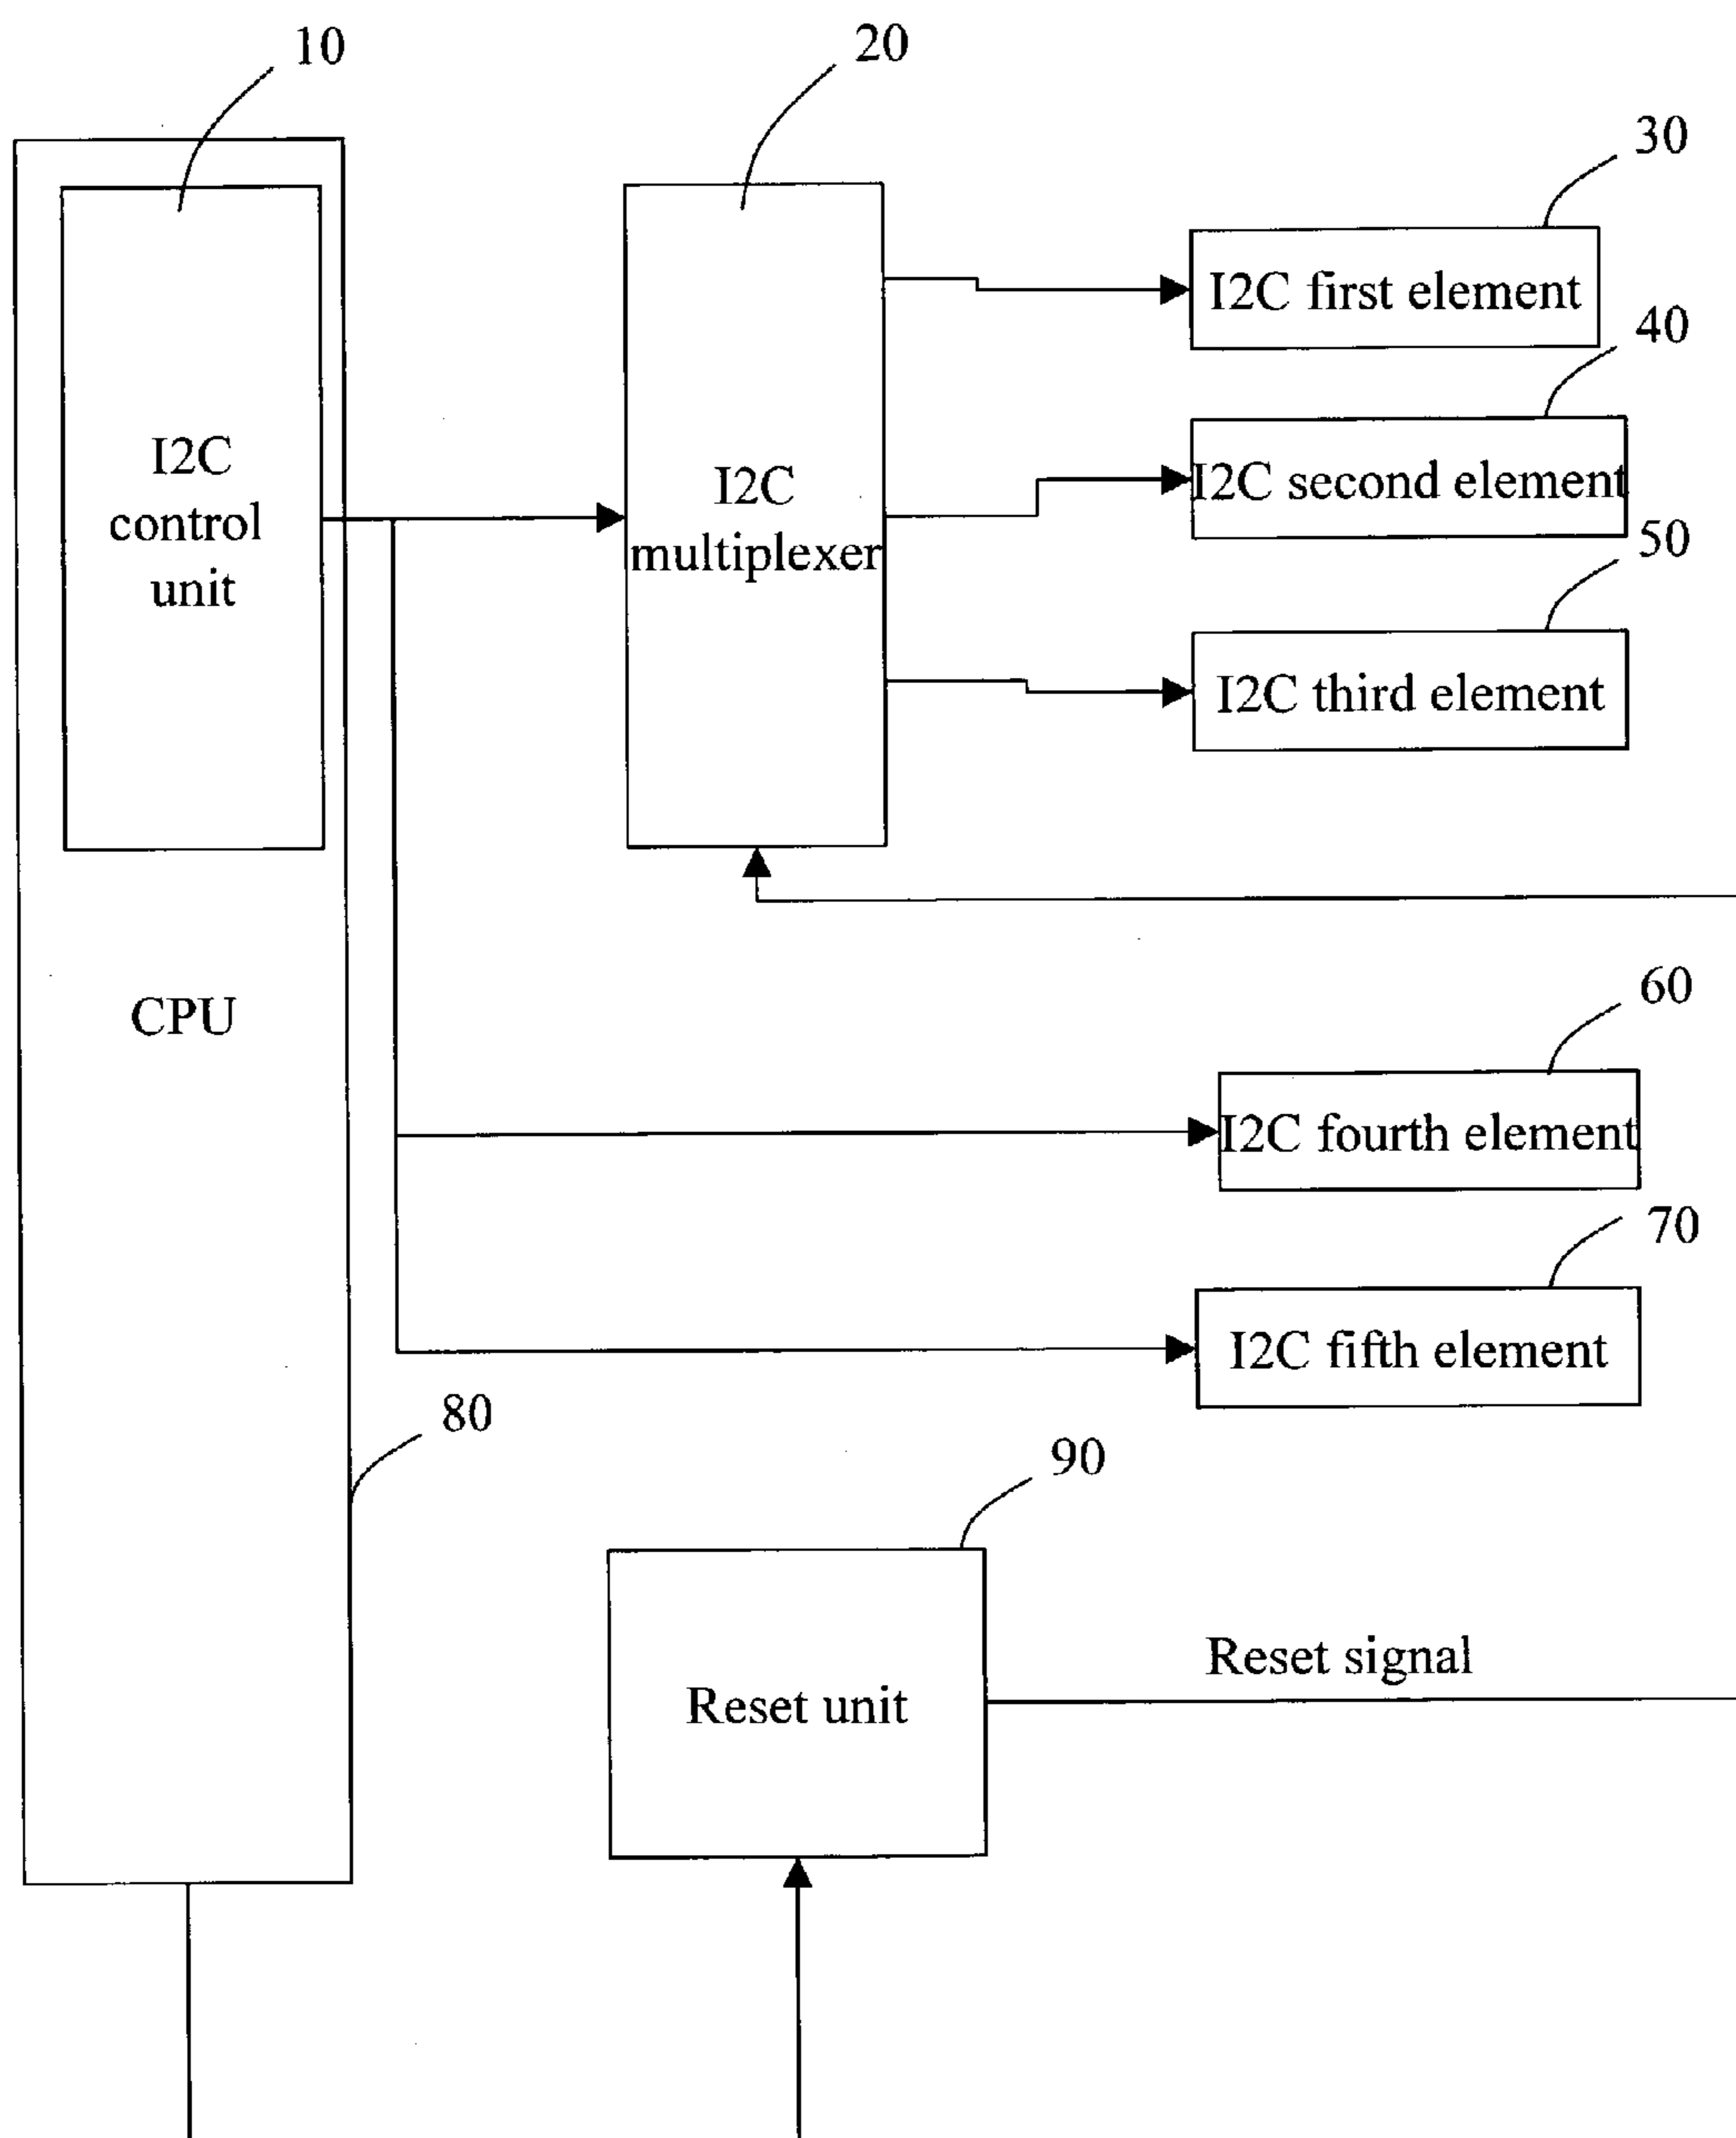 10
20
30
I2C first element
40
I2C
control
unit
I2C
multiplexer
I2C second element
50
I2C third element
CPU
60
I2C fourth element
70
I2C fifth element
80
90
Reset signal
Reset unit